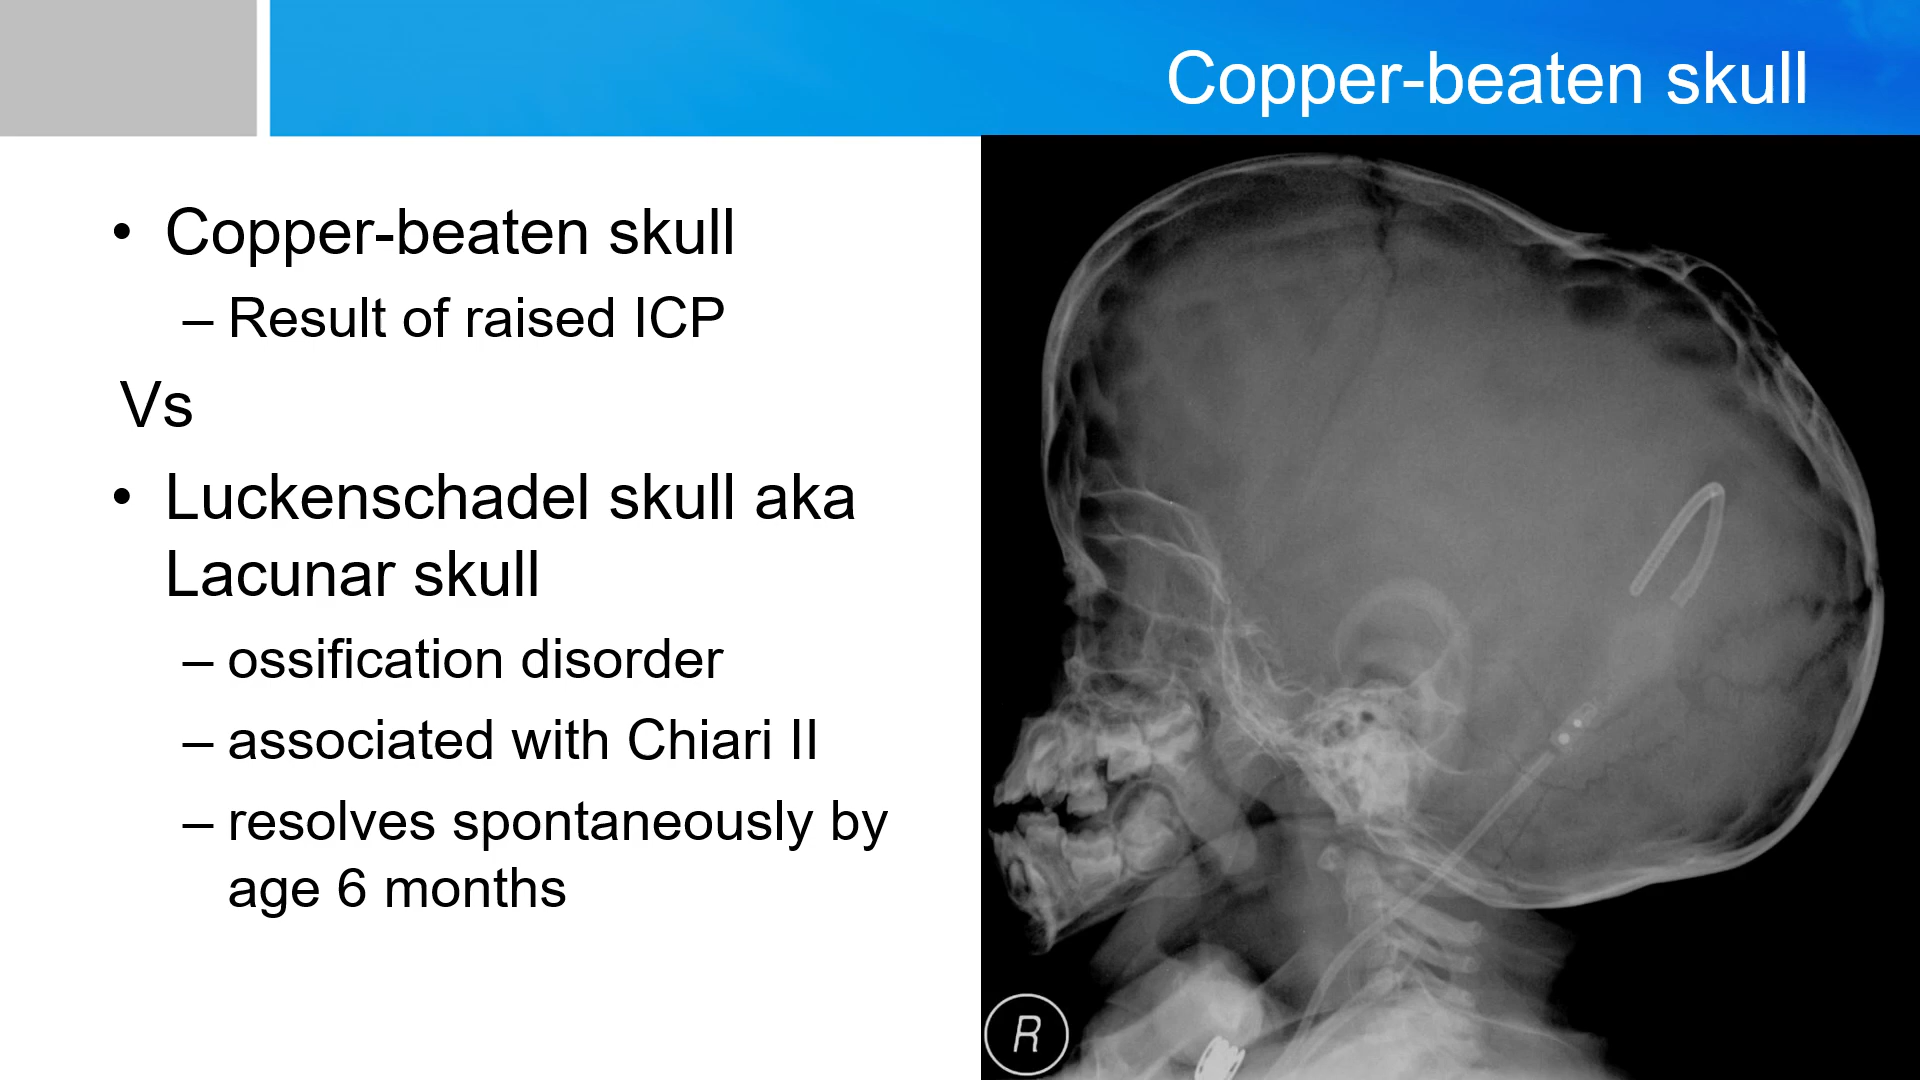 Copper-beaten skull
• Copper-beaten skull
– Result of raised ICP
Vs
• Luckenschadel skull aka
Lacunar skull
– ossification disorder
– associated with Chiari II
– resolves spontaneously by
age 6 months
R